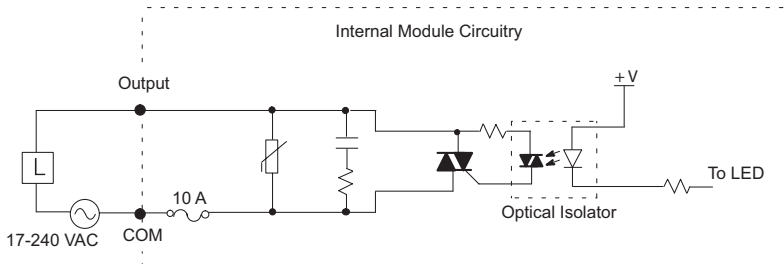 Internal Module Circuitry
Output
+V
L
10 A
To LED
Optical Isolator
COM
17-240 VAC